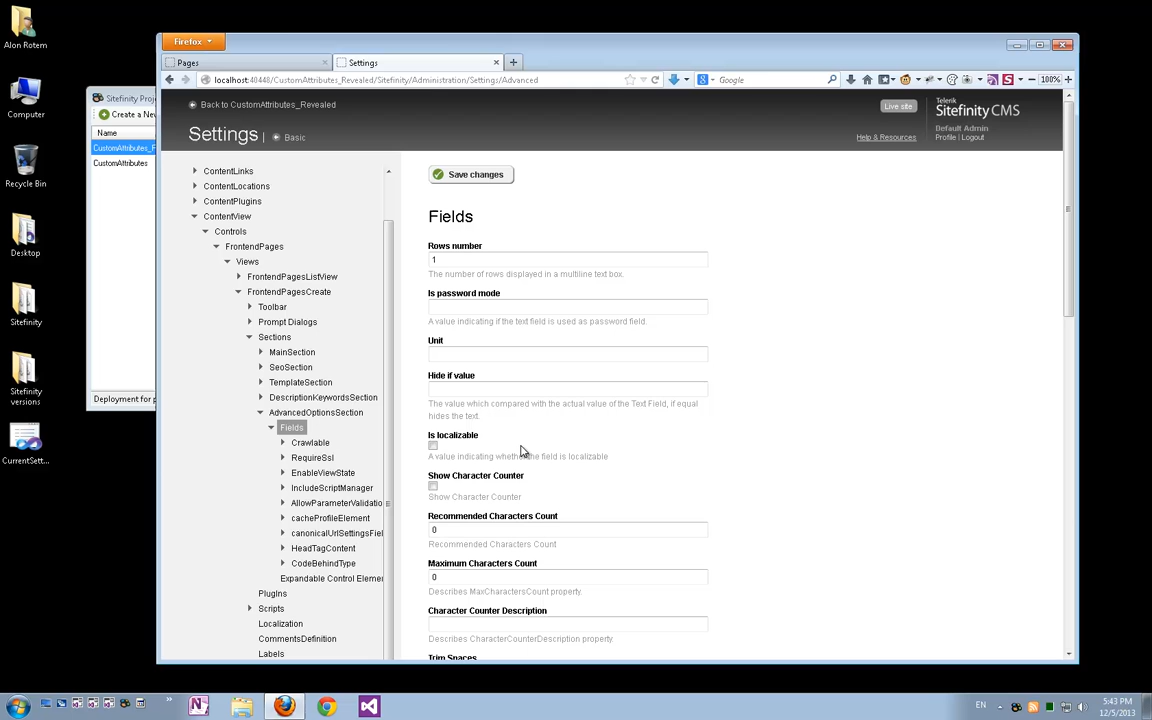 Alon Rotem
Computer
Recycle Bin
Desktop
Sitefinity
Sitefinity
versions
CurrentSett...
Sitefinity Proje
Create a New
Name
CustomAttributes_R
CustomAttributes
Deployment for p
Firefox
Pages
Settings
localhost:40448/CustomAttributes_Revealed/Sitefinity/Administration/Settings/Advanced
Google
100%
Back to CustomAttributes_Revealed
Settings | Basic
Live site
Help & Resources
Telerik
Sitefinity CMS
Default Admin
Profile | Logout
ContentLinks
ContentLocations
ContentPlugins
ContentView
Controls
FrontendPages
Views
FrontendPagesListView
FrontendPagesCreate
Toolbar
Prompt Dialogs
Sections
MainSection
SeoSection
TemplateSection
DescriptionKeywordsSection
AdvancedOptionsSection
Fields
Crawlable
RequireSsl
EnableViewState
IncludeScriptManager
AllowParameterValidatio
cacheProfileElement
canonicalUrlSettingsFiel
HeadTagContent
CodeBehindType
Expandable Control Elemen
PlugIns
Scripts
Localization
CommentsDefinition
Labels
Save changes
Fields
Rows number
1
The number of rows displayed in a multiline text box.
Is password mode
A value indicating if the text field is used as password field.
Unit
Hide if value
The value which compared with the actual value of the Text Field, if equal
hides the text.
Is localizable
A value indicating whether the field is localizable
Show Character Counter
Show Character Counter
Recommended Characters Count
0
Recommended Characters Count
Maximum Characters Count
0
Describes MaxCharactersCount property.
Character Counter Description
Describes CharacterCounterDescription property.
Trim Spaces
EN
5:43 PM
12/5/2013